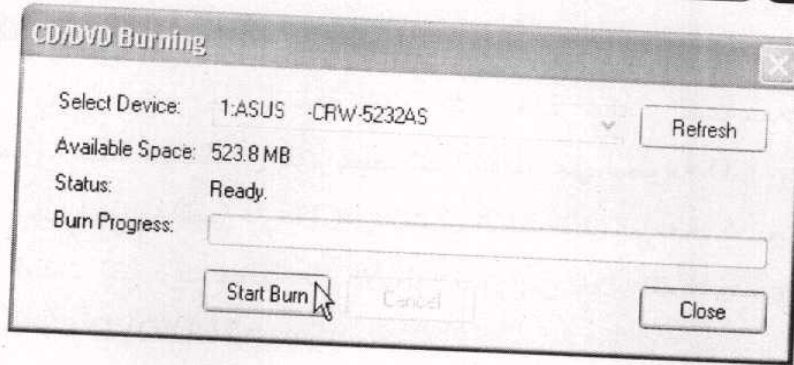 CD/DVD Burning
Select Device: 1:ASUS -CRW-5232AS Refresh
Available Space: 523.8 MB
Status: Ready.
Burn Progress:
Start Burn Cancel Close